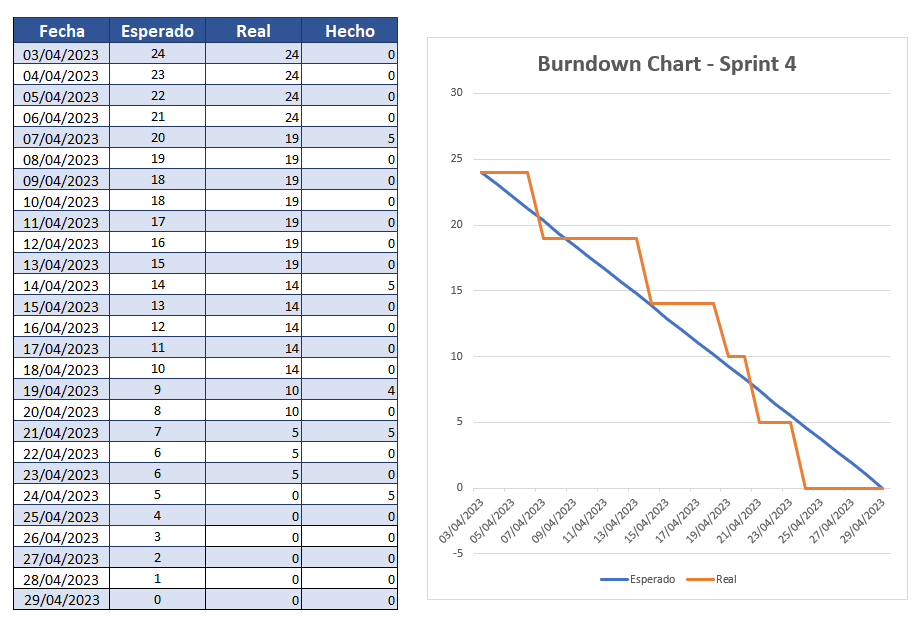 Fecha Esperado Real Hecho
03/04/2023 24 24 0
04/04/2023 23 24 0
05/04/2023 22 24 0
06/04/2023 21 24 0
07/04/2023 20 19 5
08/04/2023 19 19 0
09/04/2023 18 19 0
10/04/2023 18 19 0
11/04/2023 17 19 0
12/04/2023 16 19 0
13/04/2023 15 19 0
14/04/2023 14 14 5
15/04/2023 13 14 0
16/04/2023 12 14 0
17/04/2023 11 14 0
18/04/2023 10 14 0
19/04/2023 9 10 4
20/04/2023 8 10 0
21/04/2023 7 5 5
22/04/2023 6 5 0
23/04/2023 6 5 0
24/04/2023 5 0 5
25/04/2023 4 0 0
26/04/2023 3 0 0
27/04/2023 2 0 0
28/04/2023 1 0 0
29/04/2023 0 0 0
Burndown Chart - Sprint 4
30
25
20
15
10
5
0
-5
03/04/2023 05/04/2023 07/04/2023 09/04/2023 11/04/2023 13/04/2023 15/04/2023 17/04/2023 19/04/2023 21/04/2023 23/04/2023 25/04/2023 27/04/2023 29/04/2023
Esperado Real